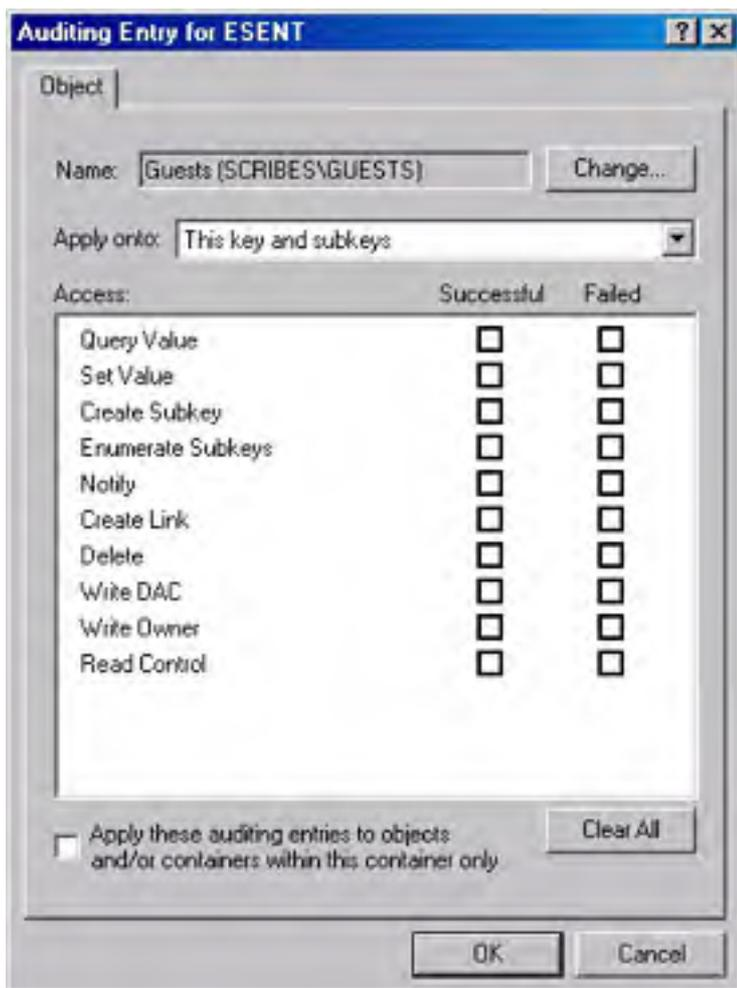 Auditing Entry for ESENT
Object
Name: Guests (SCRIBES\GUESTS) Change...
Apply onto: This key and subkeys
Access: Successful Failed
Query Value
Set Value
Create Subkey
Enumerate Subkeys
Notify
Create Link
Delete
Write DAC
Write Owner
Read Control
Apply these auditing entries to objects
and/or containers within this container only
Clear All
OK Cancel